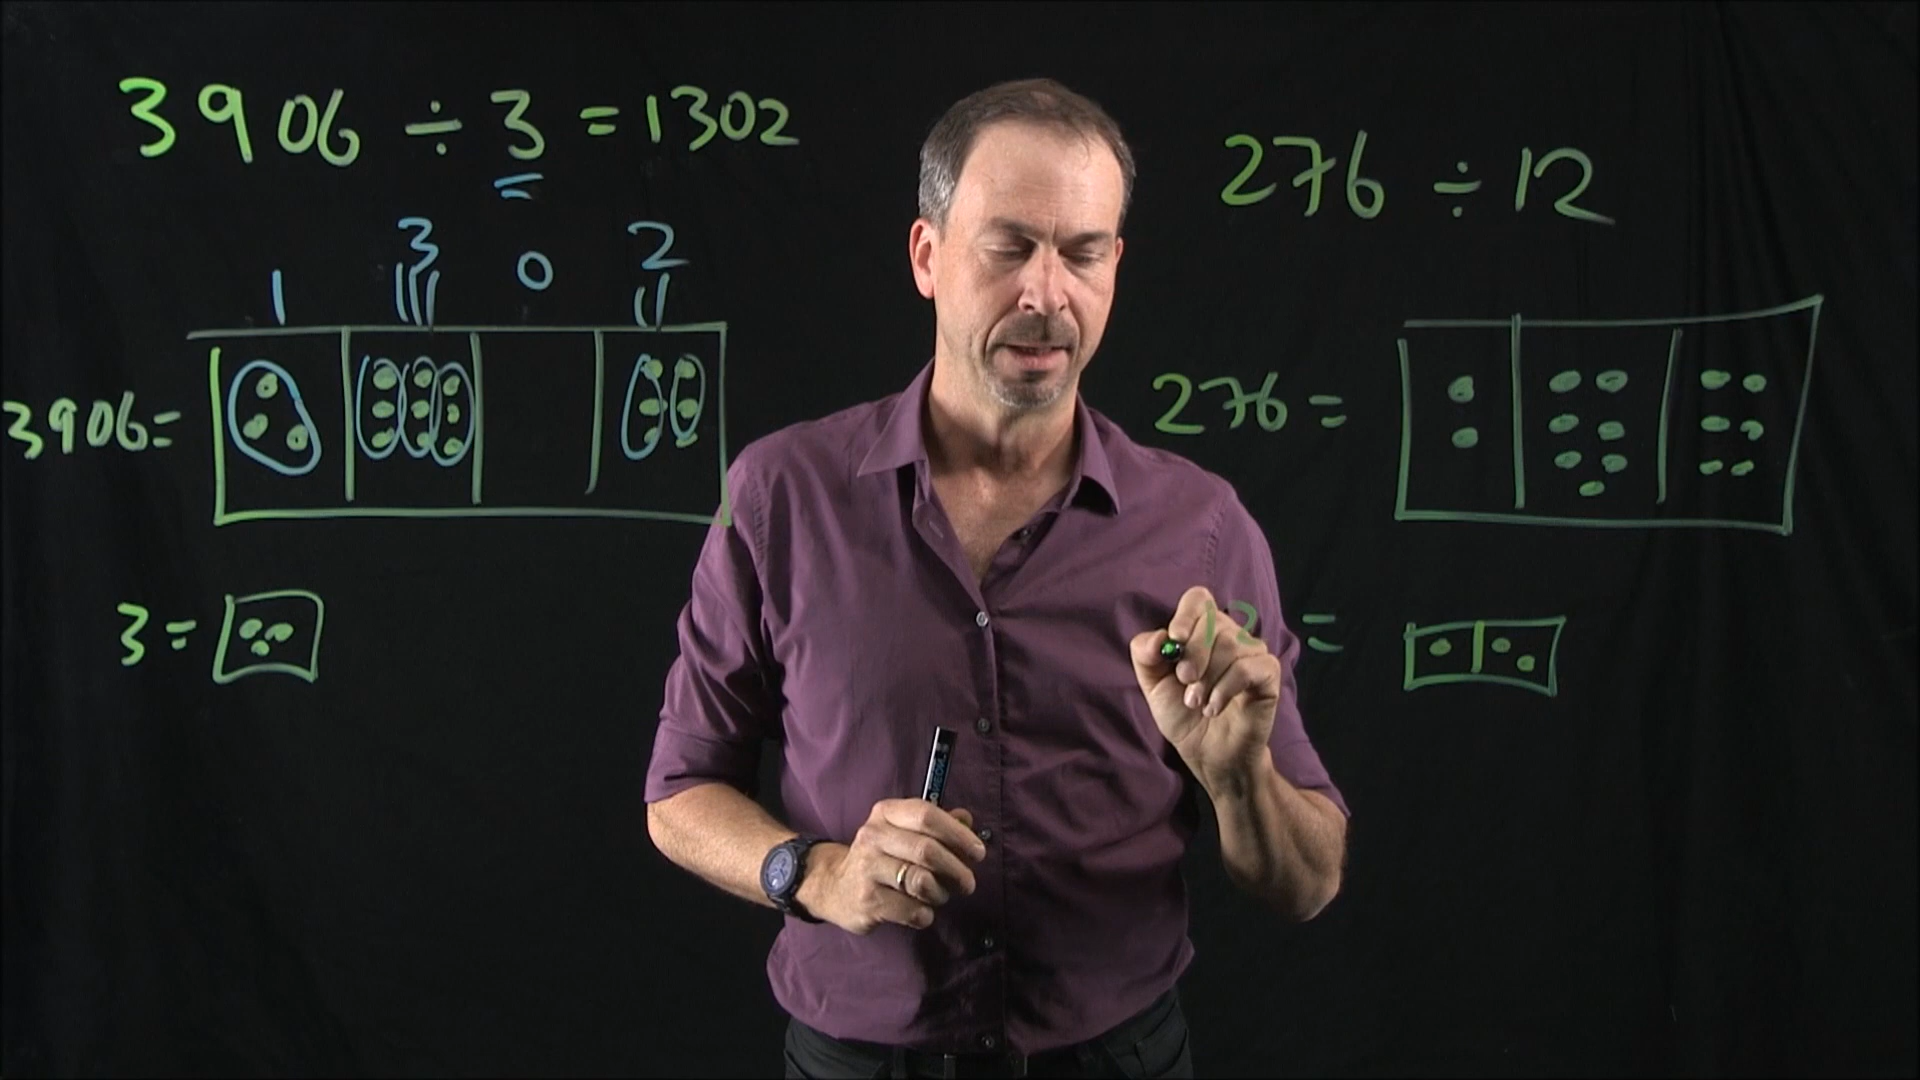 3906 ÷ 3 = 1302
1 3 0 2
3906 =
3 =
276 ÷ 12
276 =
12 =